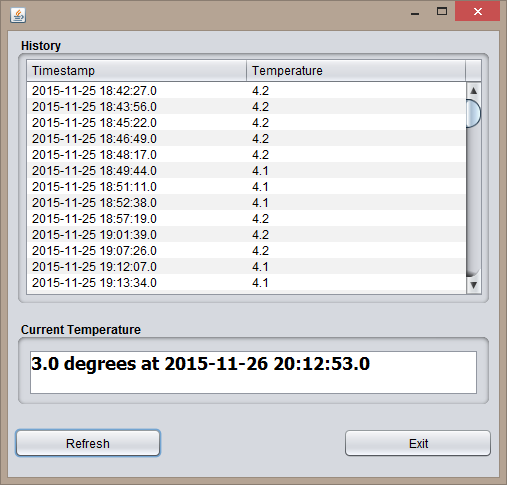 History
Timestamp Temperature
2015-11-25 18:42:27.0 4.2
2015-11-25 18:43:56.0 4.2
2015-11-25 18:45:22.0 4.2
2015-11-25 18:46:49.0 4.2
2015-11-25 18:48:17.0 4.2
2015-11-25 18:49:44.0 4.1
2015-11-25 18:51:11.0 4.1
2015-11-25 18:52:38.0 4.1
2015-11-25 18:57:19.0 4.2
2015-11-25 19:01:39.0 4.2
2015-11-25 19:07:26.0 4.2
2015-11-25 19:12:07.0 4.1
2015-11-25 19:13:34.0 4.1
Current Temperature
3.0 degrees at 2015-11-26 20:12:53.0
Refresh Exit